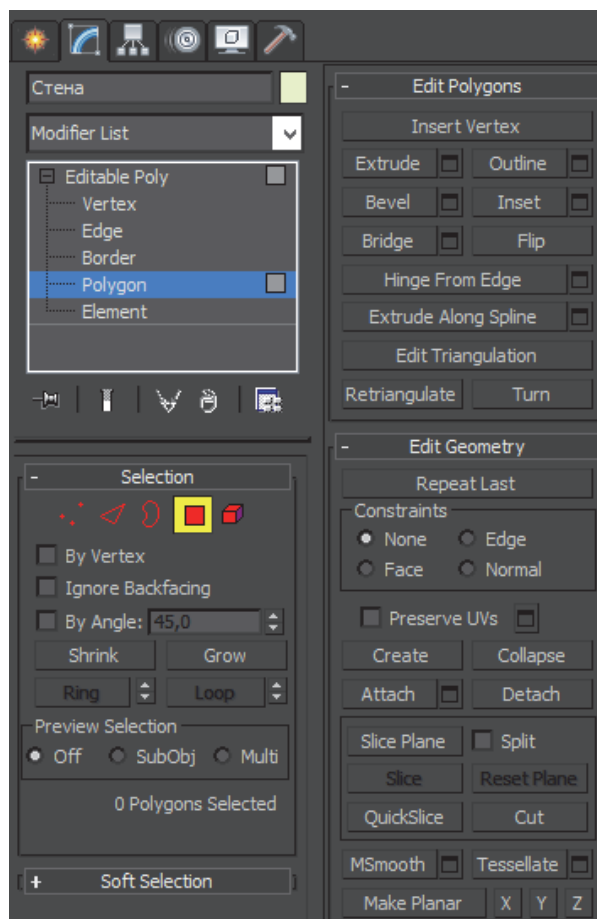 Стена
Modifier List
Editable Poly
Vertex
Edge
Border
Polygon
Element
- Selection
By Vertex
Ignore Backfacing
By Angle: 45,0
Shrink Grow
Ring Loop
Preview Selection
Off SubObj Multi
0 Polygons Selected
+ Soft Selection
- Edit Polygons
Insert Vertex
Extrude Outline
Bevel Inset
Bridge Flip
Hinge From Edge
Extrude Along Spline
Edit Triangulation
Retriangulate Turn
- Edit Geometry
Repeat Last
Constraints
None Edge
Face Normal
Preserve UVs
Create Collapse
Attach Detach
Slice Plane Split
Slice Reset Plane
QuickSlice Cut
MSmooth Tessellate
Make Planar X Y Z